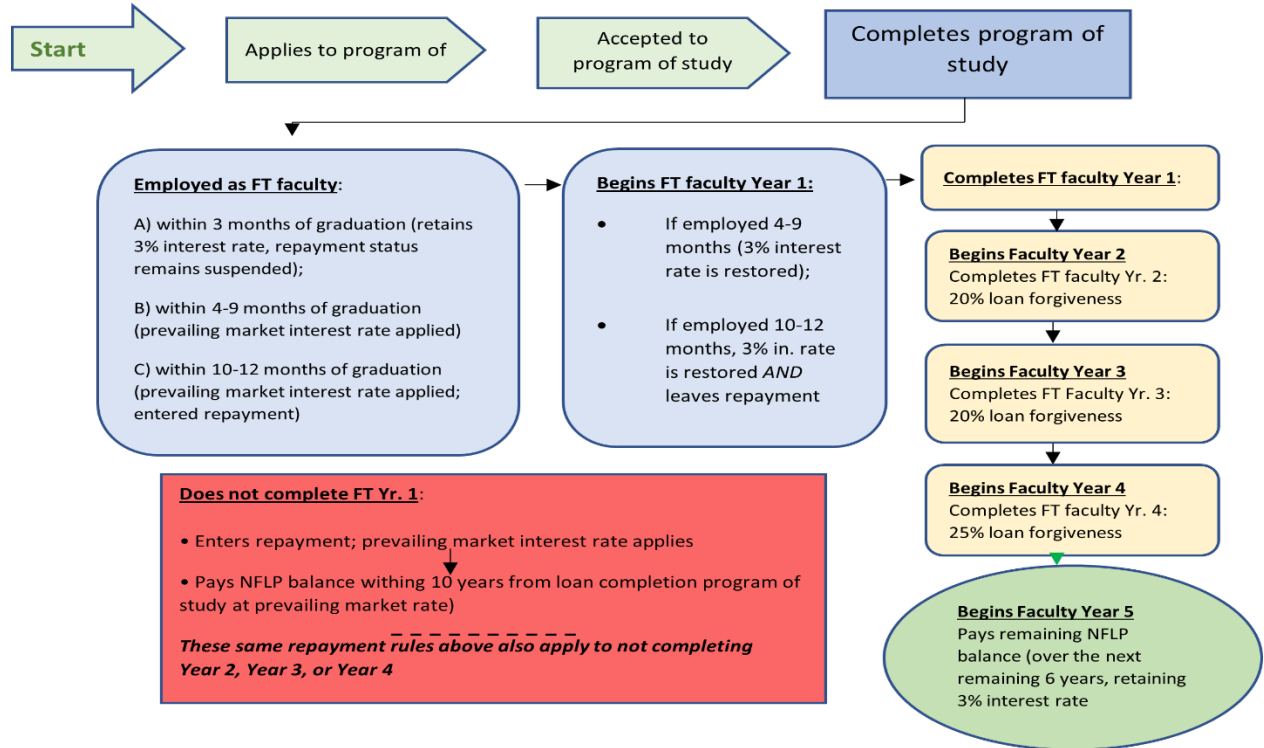 Start
Applies to program of
Accepted to
program of study
Completes program of
study
Employed as FT faculty:
A) within 3 months of graduation (retains
3% interest rate, repayment status
remains suspended);
B) within 4-9 months of graduation
(prevailing market interest rate applied)
C) within 10-12 months of graduation
(prevailing market interest rate applied;
entered repayment)
Begins FT faculty Year 1:
• If employed 4-9
months (3% interest
rate is restored);
• If employed 10-12
months, 3% in. rate
is restored AND
leaves repayment
Completes FT faculty Year 1:
Begins Faculty Year 2
Completes FT faculty Yr. 2:
20% loan forgiveness
Begins Faculty Year 3
Completes FT Faculty Yr. 3:
20% loan forgiveness
Begins Faculty Year 4
Completes FT faculty Yr. 4:
25% loan forgiveness
Begins Faculty Year 5
Pays remaining NFLP
balance (over the next
remaining 6 years, retaining
3% interest rate
Does not complete FT Yr. 1:
• Enters repayment; prevailing market interest rate applies
• Pays NFLP balance withing 10 years from loan completion program of
study at prevailing market rate)
These same repayment rules above also apply to not completing
Year 2, Year 3, or Year 4